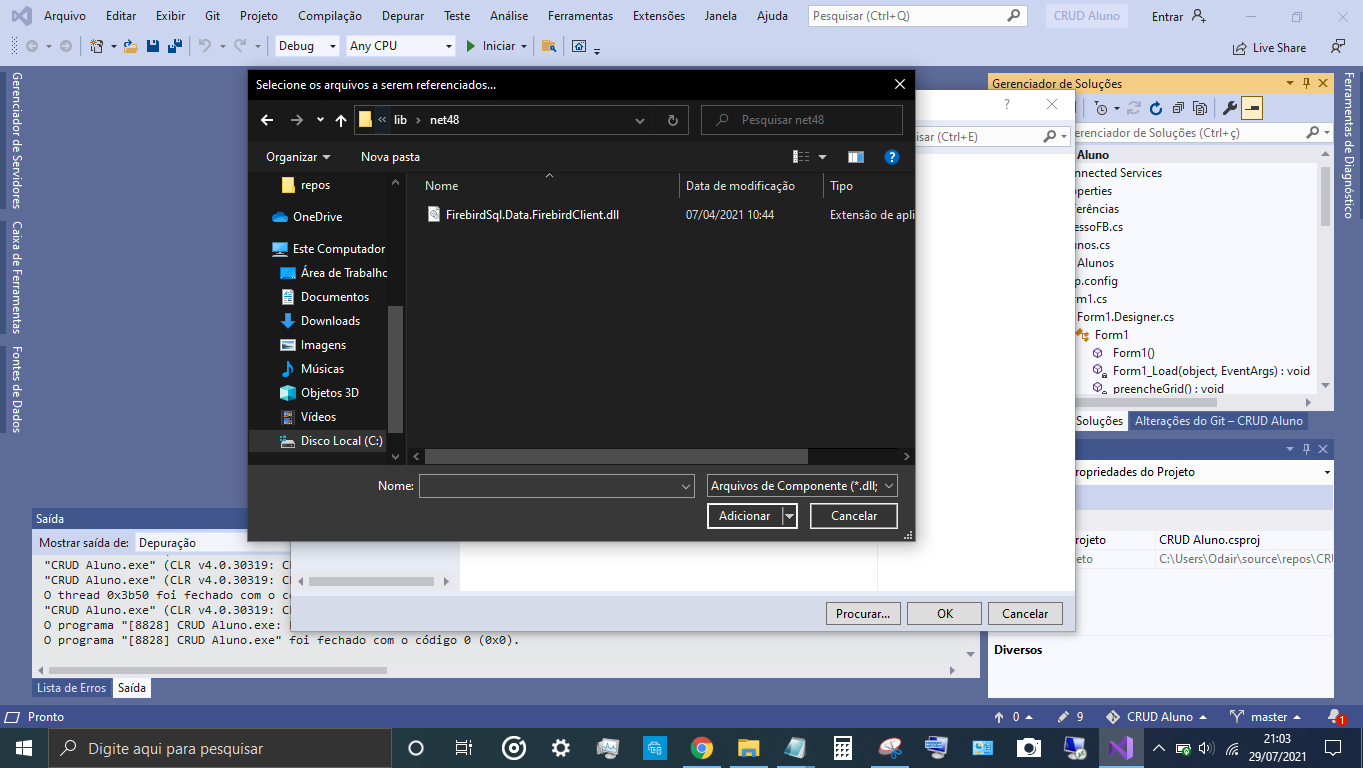 Arquivo Editar Exibir Git Projeto Compilação Depurar Teste Análise Ferramentas Extensões Janela Ajuda Pesquisar (Ctrl+Q) CRUD Aluno Entrar
Debug Any CPU Iniciar Live Share
Gerenciador de Servidores
Caixa de Ferramentas
Fontes de Dados
Selecione os arquivos a serem referenciados...
« lib › net48 Pesquisar net48
Organizar Nova pasta
repos
OneDrive
Este Computador
Área de Trabalho
Documentos
Downloads
Imagens
Músicas
Objetos 3D
Vídeos
Disco Local (C:)
Nome Data de modificação Tipo
FirebirdSql.Data.FirebirdClient.dll 07/04/2021 10:44 Extensão de apli
Nome: Arquivos de Componente (*.dll;
Adicionar Cancelar
? isar (Ctrl+E)
Procurar... OK Cancelar
Gerenciador de Soluções
erenciador de Soluções (Ctrl+ç)
Aluno
nnected Services
perties
ferências
essoFB.cs
unos.cs
Alunos
p.config
rm1.cs
Form1.Designer.cs
Form1
Form1()
Form1_Load(object, EventArgs) : void
preencheGrid() : void
Soluções Alterações do Git – CRUD Aluno
Ferramentas de Diagnóstico
ropriedades do Projeto
rojeto CRUD Aluno.csproj
eto C:\Users\Odair\source\repos\CRU
Diversos
Saída
Mostrar saída de: Depuração
"CRUD Aluno.exe" (CLR v4.0.30319: C
"CRUD Aluno.exe" (CLR v4.0.30319: C
O thread 0x3b50 foi fechado com o c
"CRUD Aluno.exe" (CLR v4.0.30319: C
O programa "[8828] CRUD Aluno.exe:
O programa "[8828] CRUD Aluno.exe" foi fechado com o código 0 (0x0).
Lista de Erros Saída
Pronto 0 9 CRUD Aluno master 1
Digite aqui para pesquisar
21:03
29/07/2021